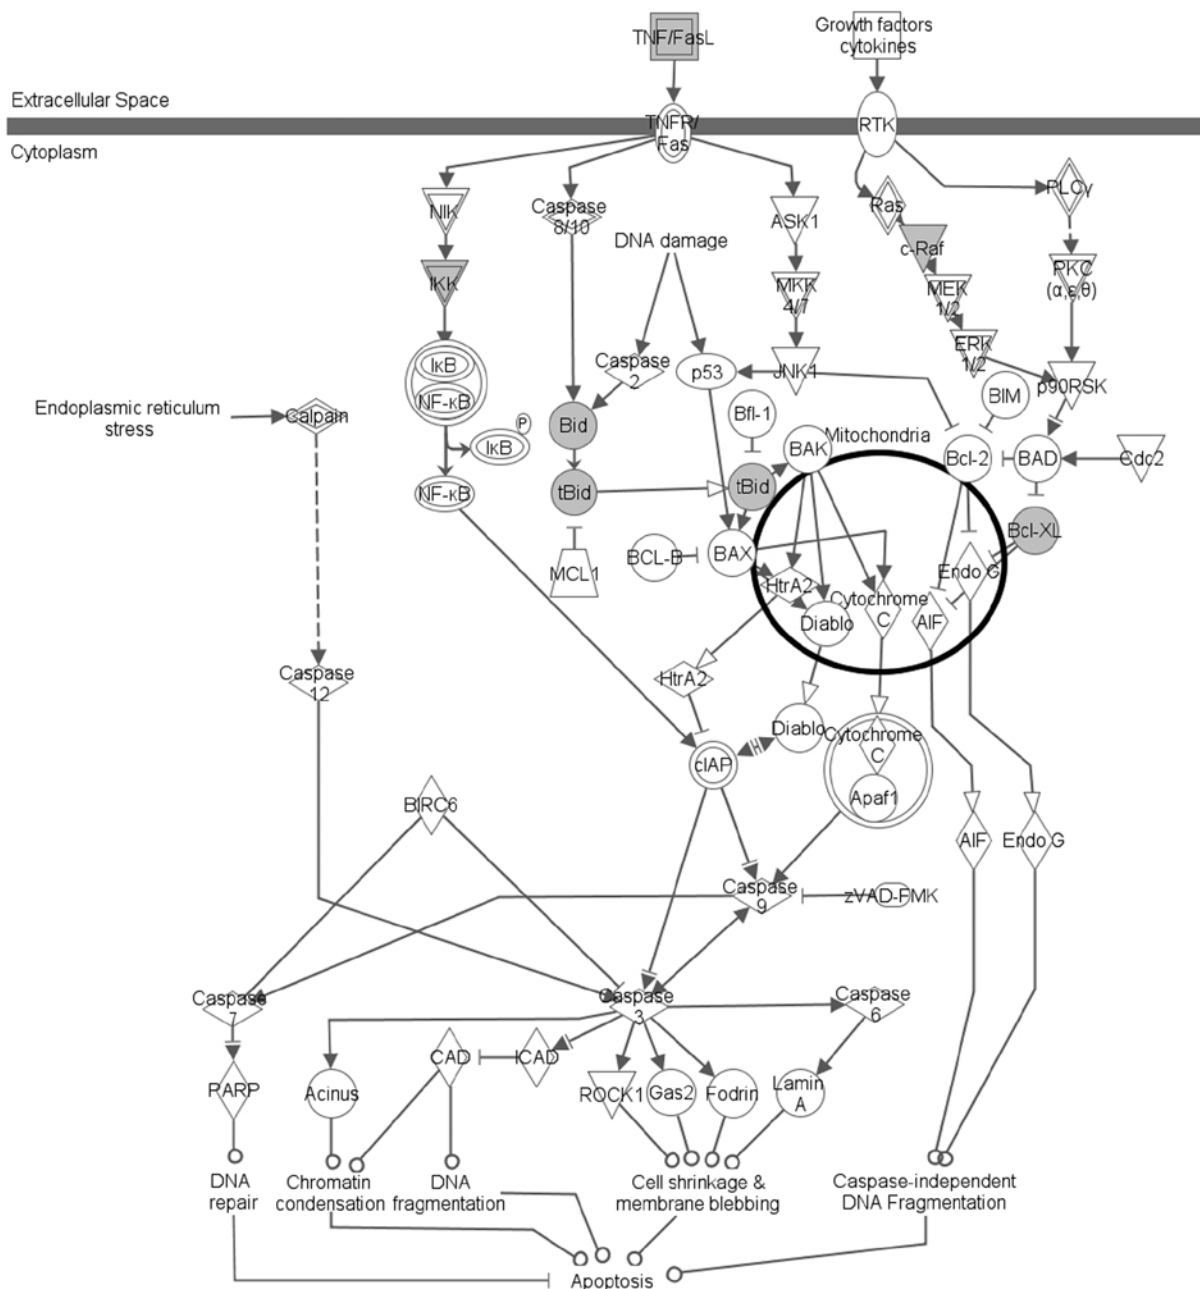 TNF/FasL
Growth factors
cytokines
Extracellular Space
TNFR/
Fas
RTK
Cytoplasm
NIK
Caspase
8/10
ASK1
Ras
PLCγ
DNA damage
c-Raf
IKK
MKK
4/7
MEK
1/2
PKC
(α,ε,θ)
IκB
NF-κB
Caspase
2
p53
JNK1
ERK
1/2
p90RSK
BIM
Endoplasmic reticulum
stress
Calpain
Bid
Bfl-1
P
IκB
BAK
Mitochondria
Bcl-2
BAD
Cdc2
NF-κB
tBid
tBid
Bcl-XL
MCL1
BCL-B
BAX
HtrA2
Endo G
Cytochrome
C
Diablo
AIF
Caspase
12
HtrA2
Diablo
Cytochrome
C
cIAP
Apaf1
BIRC6
AIF
Endo G
Caspase
9
zVAD-FMK
Caspase
7
Caspase
3
Caspase
6
CAD
ICAD
PARP
Acinus
ROCK1
Gas2
Fodrin
Lamin
A
DNA
repair
Chromatin
condensation
DNA
fragmentation
Cell shrinkage &
membrane blebbing
Caspase-independent
DNA Fragmentation
Apoptosis